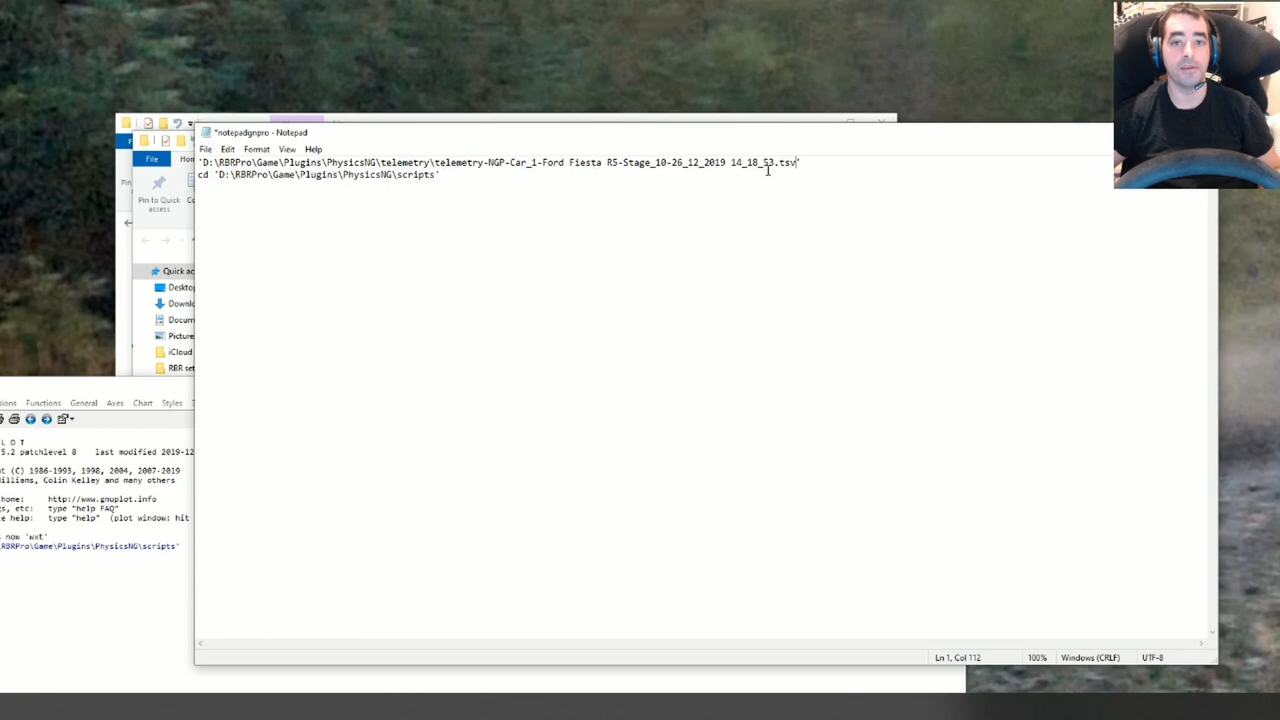 *notepadgnpro - Notepad
File Edit Format View Help
'D:\RBRPro\Game\Plugins\PhysicsNG\telemetry\telemetry-NGP-Car_1-Ford Fiesta R5-Stage_10-26_12_2019 14_18_53.tsv'
cd 'D:\RBRPro\Game\Plugins\PhysicsNG\scripts'
File
Pin to Quick
access
Quick ac
Desktop
Downlo
Docum
Picture
iCloud
RBR set
sions Functions General Axes Chart Styles
L O T
5.2 patchlevel 8 last modified 2019-12
t (C) 1986-1993, 1998, 2004, 2007-2019
illiams, Colin Kelley and many others
home: http://www.gnuplot.info
gs, etc: type "help FAQ"
te help: type "help" (plot window: hit
s now 'wxt'
\RBRPro\Game\Plugins\PhysicsNG\scripts'
Ln 1, Col 112 100% Windows (CRLF) UTF-8